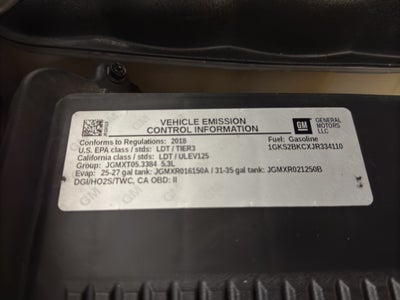 VEHICLE EMISSION
CONTROL INFORMATION
GM
GENERAL
MOTORS
LLC
Conforms to Regulations: 2018
Fuel: Gasoline
U.S. EPA class / stds: LDT / TIER3
1GKS2BKCXJR334110
California class / stds: LDT / ULEV125
Group: JGMXT05.3384 5.3L
Evap: 25-27 gal tank: JGMXR016150A / 31-35 gal tank: JGMXR021250B
DGI/HO2S/TWC, CA OBD: II